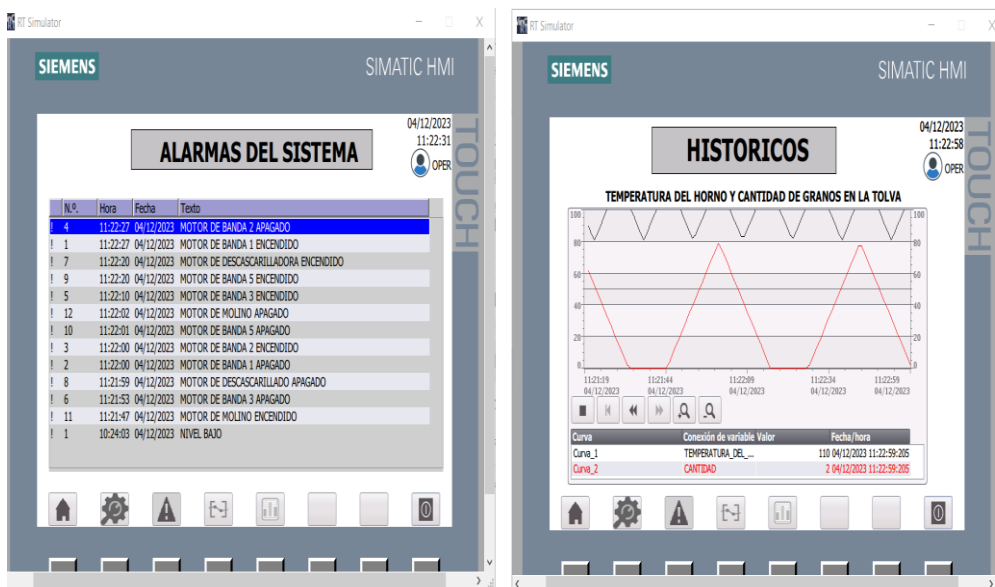 RT Simulator
SIEMENS
SIMATIC HMI
TOUCH
04/12/2023
11:22:31
OPER
ALARMAS DEL SISTEMA
N.º. Hora Fecha Texto
! 4 11:22:27 04/12/2023 MOTOR DE BANDA 2 APAGADO
! 1 11:22:27 04/12/2023 MOTOR DE BANDA 1 ENCENDIDO
! 7 11:22:20 04/12/2023 MOTOR DE DESCASCARILLADORA ENCENDIDO
! 9 11:22:20 04/12/2023 MOTOR DE BANDA 5 ENCENDIDO
! 5 11:22:10 04/12/2023 MOTOR DE BANDA 3 ENCENDIDO
! 12 11:22:02 04/12/2023 MOTOR DE MOLINO APAGADO
! 10 11:22:01 04/12/2023 MOTOR DE BANDA 5 APAGADO
! 3 11:22:00 04/12/2023 MOTOR DE BANDA 2 ENCENDIDO
! 2 11:22:00 04/12/2023 MOTOR DE BANDA 1 APAGADO
! 8 11:21:59 04/12/2023 MOTOR DE DESCASCARILLADO APAGADO
! 6 11:21:53 04/12/2023 MOTOR DE BANDA 3 APAGADO
! 11 11:21:47 04/12/2023 MOTOR DE MOLINO ENCENDIDO
! 1 10:24:03 04/12/2023 NIVEL BAJO
RT Simulator
SIEMENS
SIMATIC HMI
TOUCH
04/12/2023
11:22:58
OPER
HISTORICOS
TEMPERATURA DEL HORNO Y CANTIDAD DE GRANOS EN LA TOLVA
100 100
80 80
60 60
40 40
20 20
0 0
11:21:19 11:21:44 11:22:09 11:22:34 11:22:59
04/12/2023 04/12/2023 04/12/2023 04/12/2023 04/12/2023
Curva Conexión de variable Valor Fecha/hora
Curva_1 TEMPERATURA_DEL_... 110 04/12/2023 11:22:59:205
Curva_2 CANTIDAD 2 04/12/2023 11:22:59:205